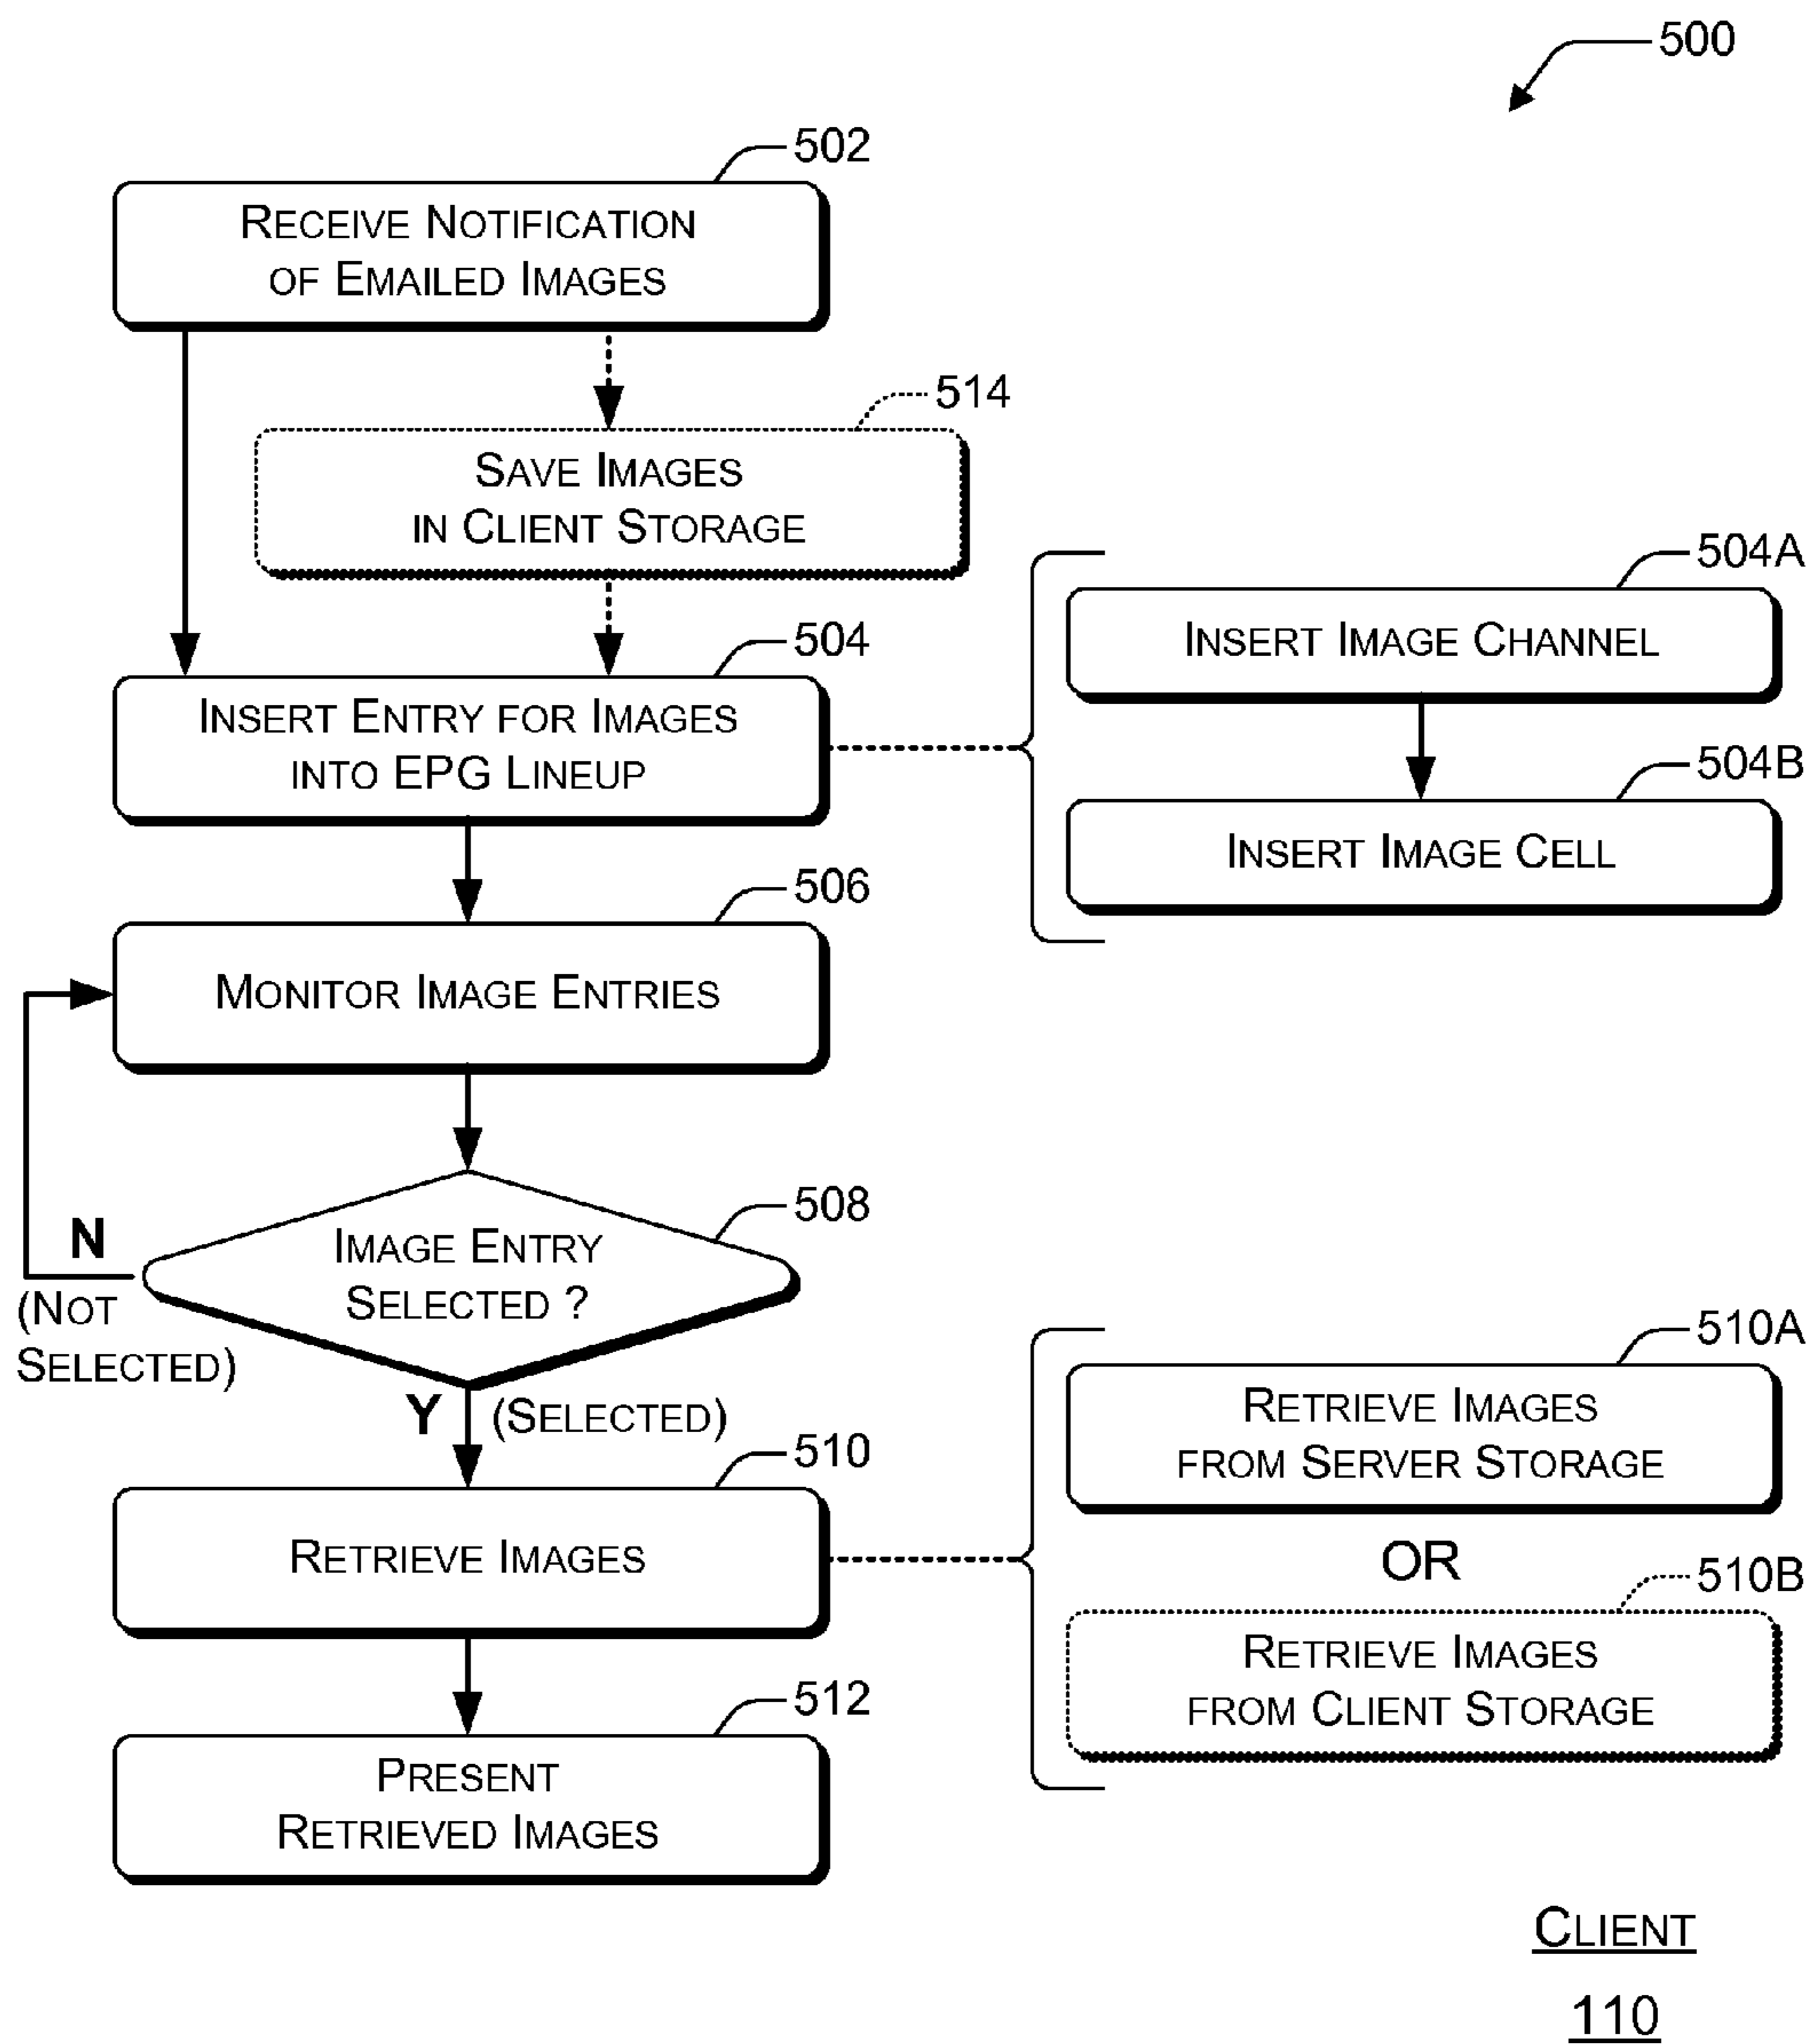 500
502
RECEIVE NOTIFICATION
OF EMAILED IMAGES
514
SAVE IMAGES
IN CLIENT STORAGE
504
INSERT ENTRY FOR IMAGES
INTO EPG LINEUP
504A
INSERT IMAGE CHANNEL
504B
INSERT IMAGE CELL
506
MONITOR IMAGE ENTRIES
508
IMAGE ENTRY
SELECTED ?
N
(NOT
SELECTED)
Y (SELECTED)
510
RETRIEVE IMAGES
510A
RETRIEVE IMAGES
FROM SERVER STORAGE
OR
510B
RETRIEVE IMAGES
FROM CLIENT STORAGE
512
PRESENT
RETRIEVED IMAGES
CLIENT
110